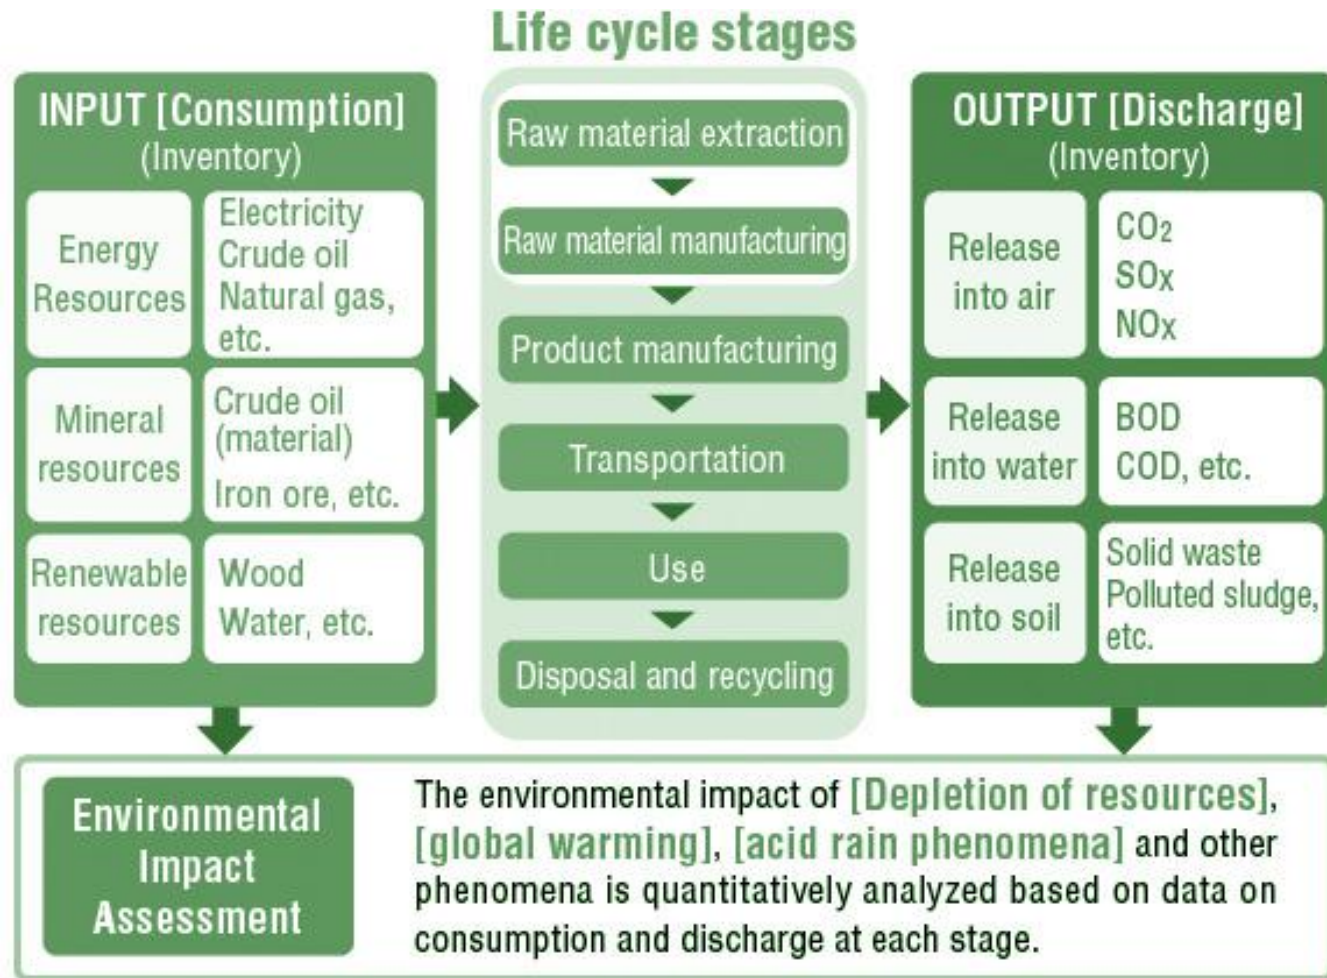 Life cycle stages
INPUT [Consumption]
(Inventory)
Energy
Resources
Electricity
Crude oil
Natural gas,
etc.
Mineral
resources
Crude oil
(material)
Iron ore, etc.
Renewable
resources
Wood
Water, etc.
Raw material extraction
Raw material manufacturing
Product manufacturing
Transportation
Use
Disposal and recycling
OUTPUT [Discharge]
(Inventory)
Release
into air
CO₂
SOx
NOx
Release
into water
BOD
COD, etc.
Release
into soil
Solid waste
Polluted sludge,
etc.
Environmental
Impact
Assessment
The environmental impact of [Depletion of resources],
[global warming], [acid rain phenomena] and other
phenomena is quantitatively analyzed based on data on
consumption and discharge at each stage.